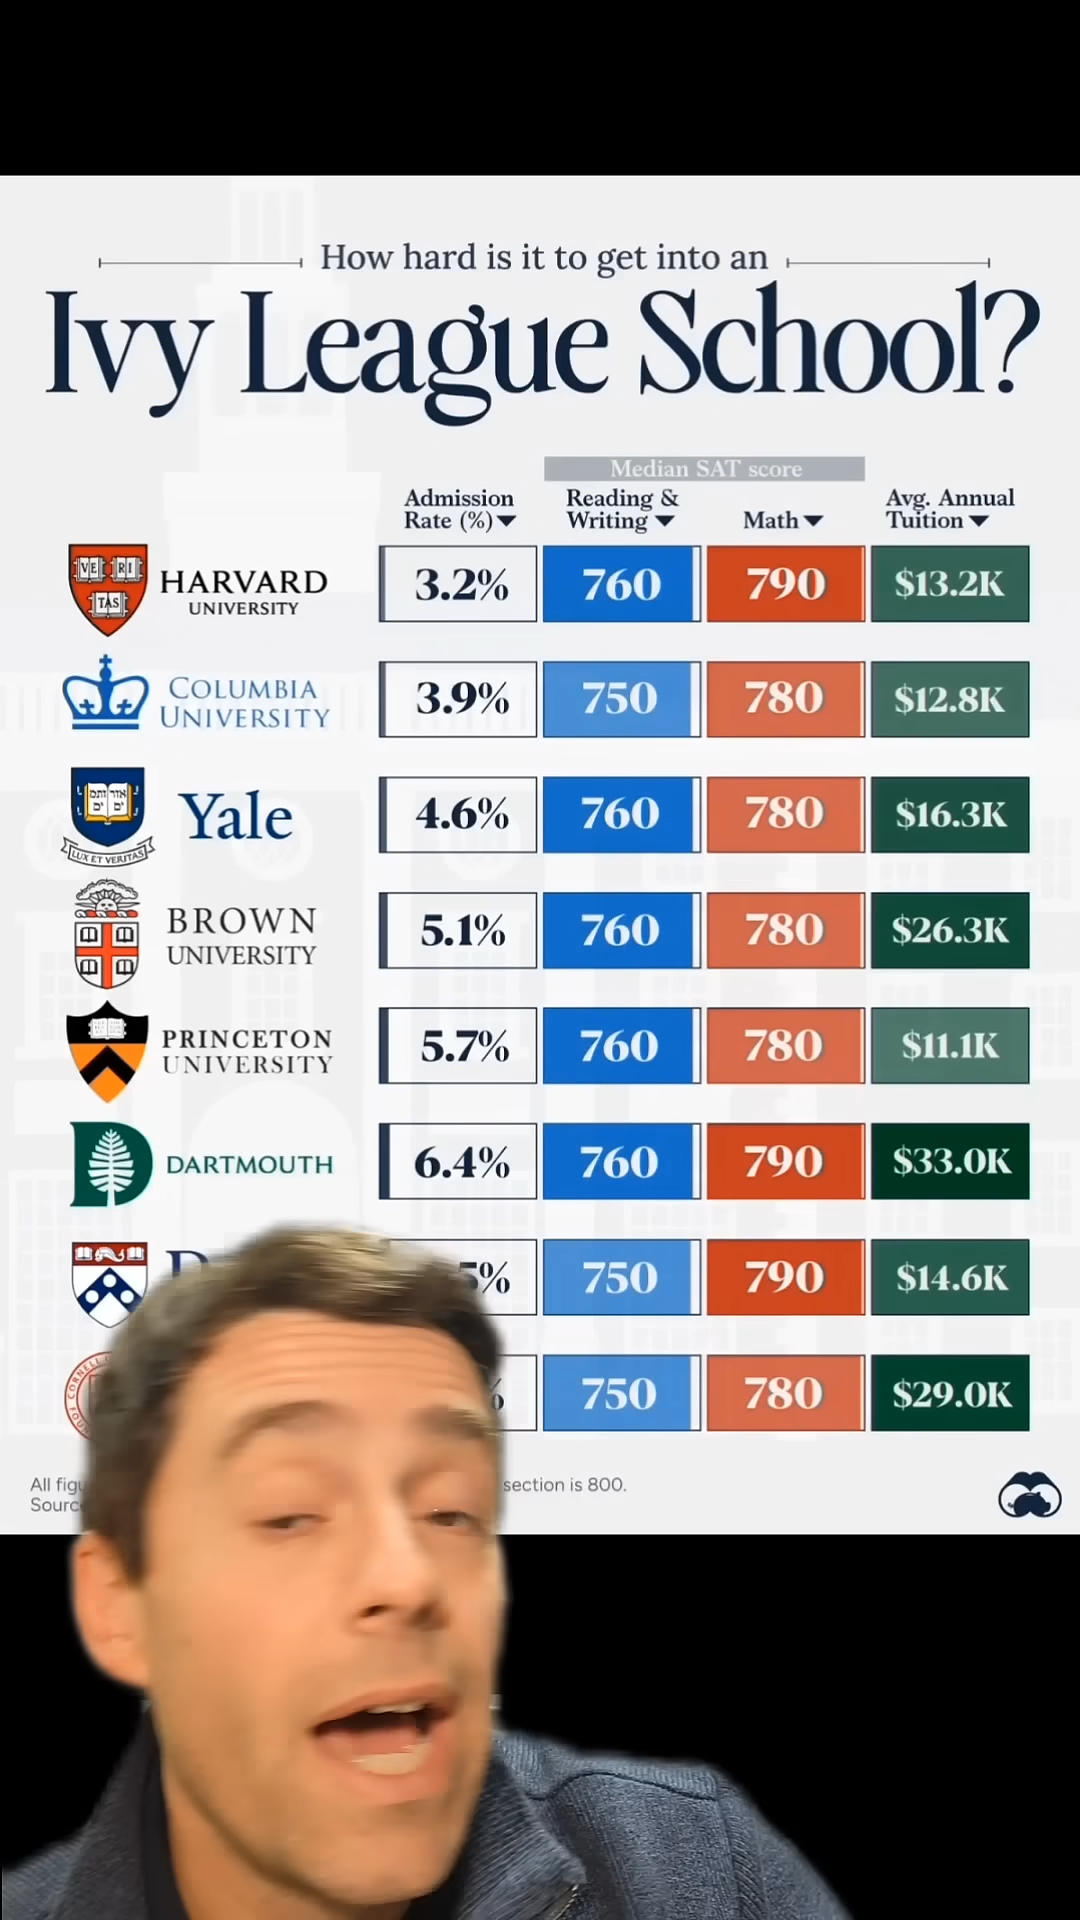 How hard is it to get into an
Ivy League School?
Median SAT score
Admission Rate (%)▼
Reading & Writing ▼
Math▼
Avg. Annual Tuition▼
VE RI TAS
HARVARD
UNIVERSITY
3.2% 760 790 $13.2K
COLUMBIA
UNIVERSITY
3.9% 750 780 $12.8K
LUX ET VERITAS
Yale
4.6% 760 780 $16.3K
BROWN
UNIVERSITY
5.1% 760 780 $26.3K
PRINCETON
UNIVERSITY
5.7% 760 780 $11.1K
DARTMOUTH
6.4% 760 790 $33.0K
5% 750 790 $14.6K
CORNELL
% 750 780 $29.0K
All section is 800.